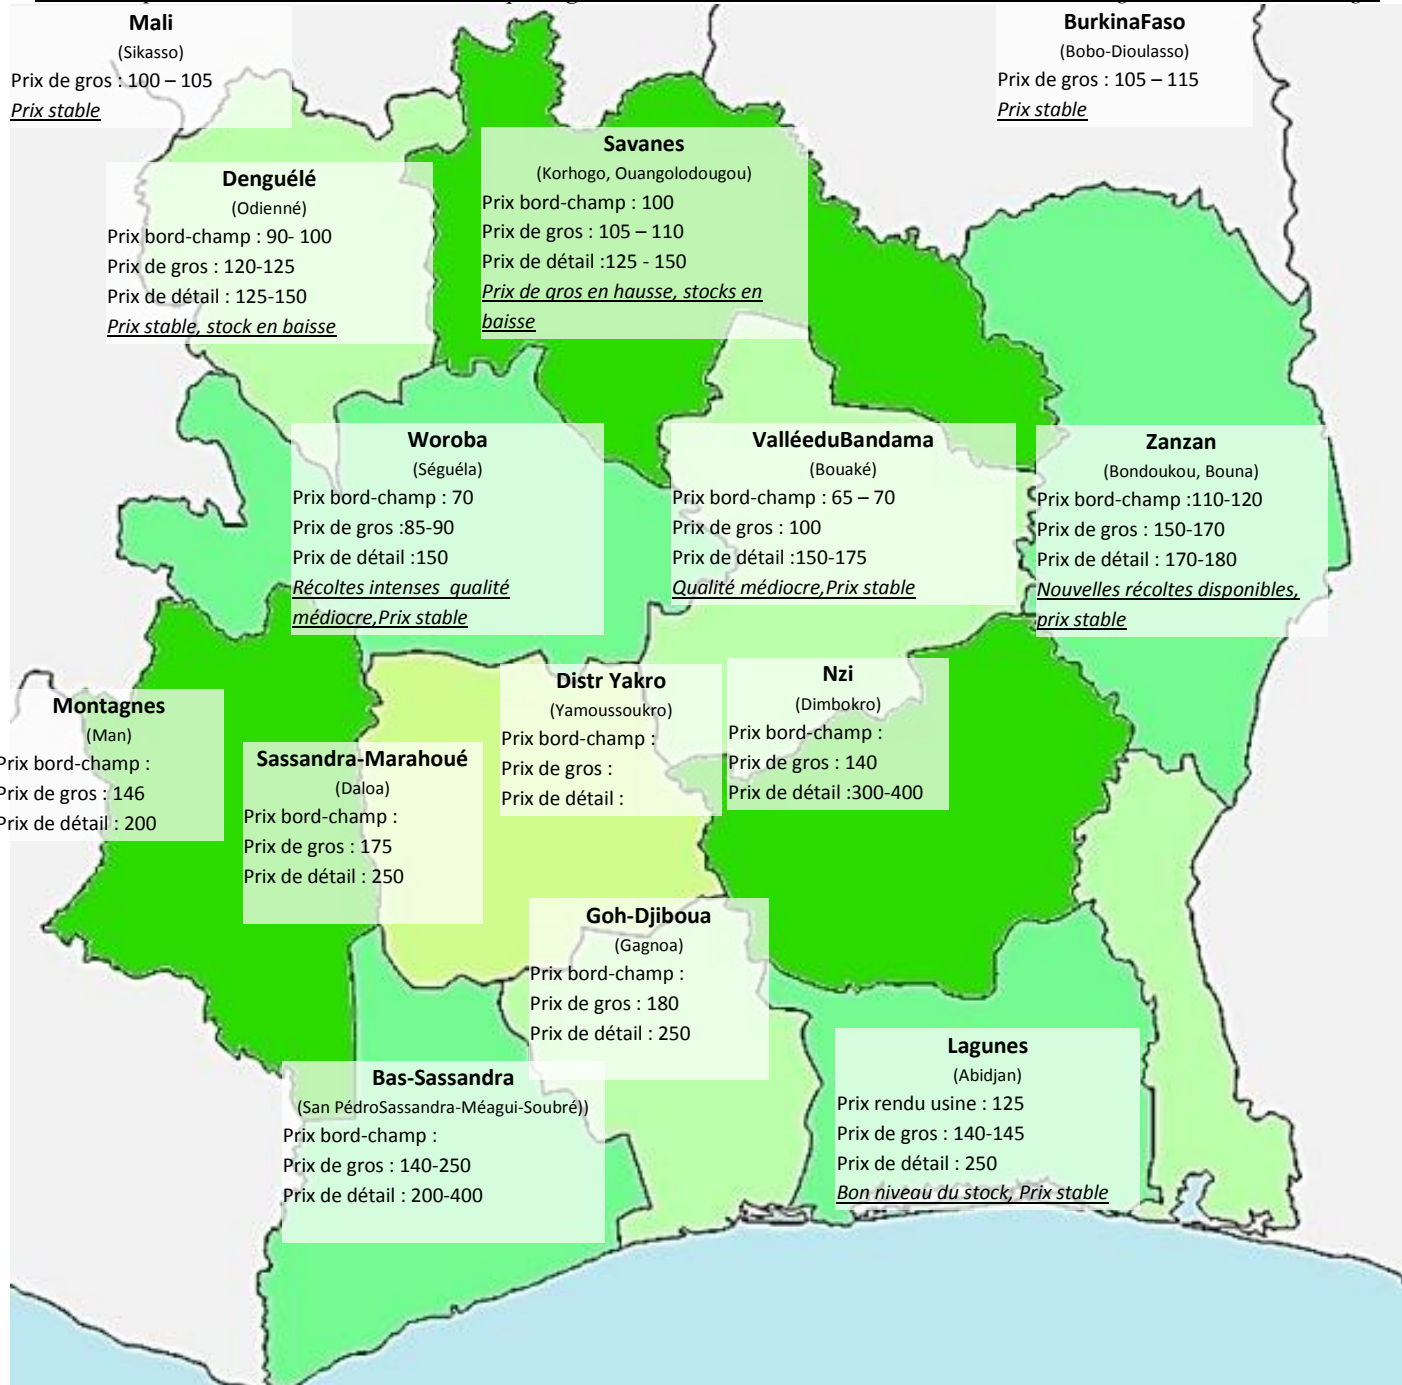 Mali
(Sikasso)
Prix de gros : 100 – 105
Prix stable
BurkinaFaso
(Bobo-Dioulasso)
Prix de gros : 105 – 115
Prix stable
Denguélé
(Odienné)
Prix bord-champ : 90- 100
Prix de gros : 120-125
Prix de détail : 125-150
Prix stable, stock en baisse
Savanes
(Korhogo, Ouangolodougou)
Prix bord-champ : 100
Prix de gros : 105 – 110
Prix de détail :125 - 150
Prix de gros en hausse, stocks en
baisse
Woroba
(Séguéla)
Prix bord-champ : 70
Prix de gros :85-90
Prix de détail :150
Récoltes intenses qualité
médiocre,Prix stable
ValléeduBandama
(Bouaké)
Prix bord-champ : 65 – 70
Prix de gros : 100
Prix de détail :150-175
Qualité médiocre,Prix stable
Zanzan
(Bondoukou, Bouna)
Prix bord-champ :110-120
Prix de gros : 150-170
Prix de détail : 170-180
Nouvelles récoltes disponibles,
prix stable
Montagnes
(Man)
Prix bord-champ :
Prix de gros : 146
Prix de détail : 200
Sassandra-Marahoué
(Daloa)
Prix bord-champ :
Prix de gros : 175
Prix de détail : 250
Distr Yakro
(Yamoussoukro)
Prix bord-champ :
Prix de gros :
Prix de détail :
Nzi
(Dimbokro)
Prix bord-champ :
Prix de gros : 140
Prix de détail :300-400
Goh-Djiboua
(Gagnoa)
Prix bord-champ :
Prix de gros : 180
Prix de détail : 250
Bas-Sassandra
(San PédroSassandra-Méagui-Soubré))
Prix bord-champ :
Prix de gros : 140-250
Prix de détail : 200-400
Lagunes
(Abidjan)
Prix rendu usine : 125
Prix de gros : 140-145
Prix de détail : 250
Bon niveau du stock, Prix stable